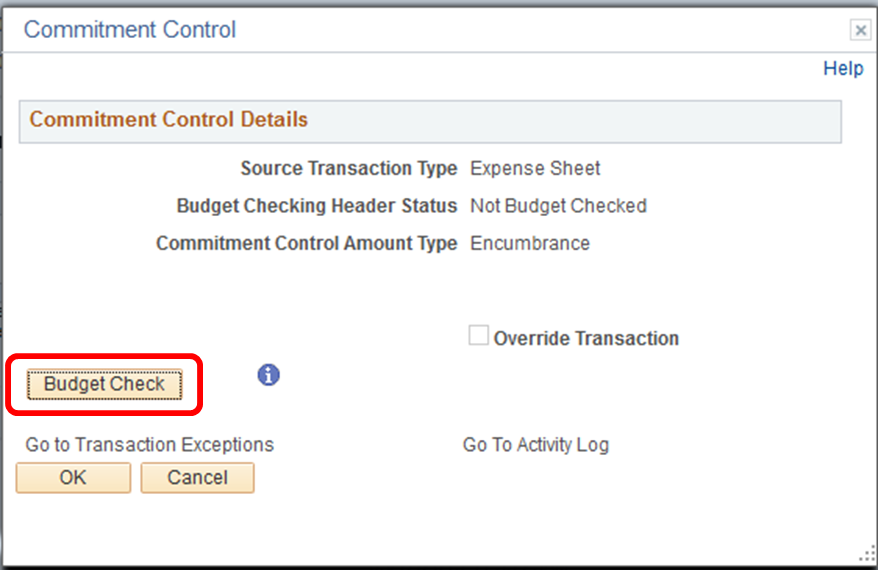 Commitment Control
Help
Commitment Control Details
Source Transaction Type Expense Sheet
Budget Checking Header Status Not Budget Checked
Commitment Control Amount Type Encumbrance
Override Transaction
Budget Check
Go to Transaction Exceptions Go To Activity Log
OK Cancel